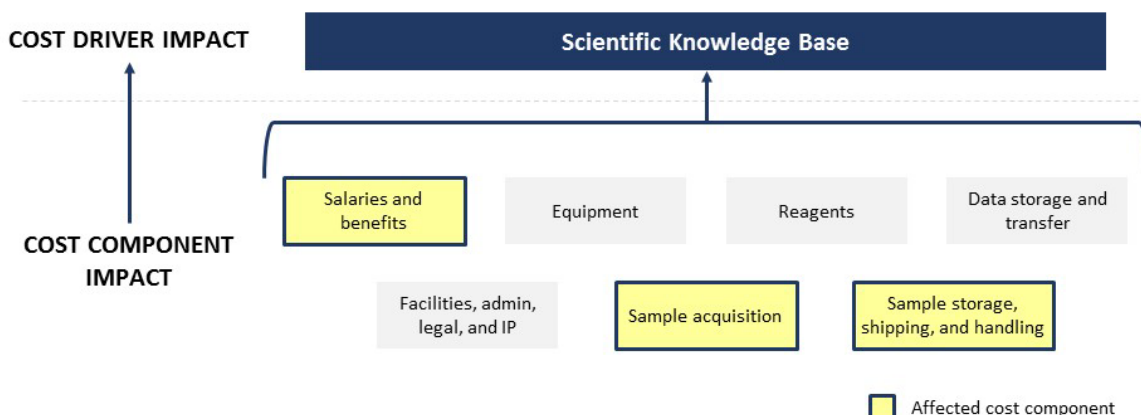 COST DRIVER IMPACT
Scientific Knowledge Base
Salaries and
benefits
Equipment
Reagents
Data storage and
transfer
COST COMPONENT
IMPACT
Facilities, admin,
legal, and IP
Sample acquisition
Sample storage,
shipping, and handling
Affected cost component